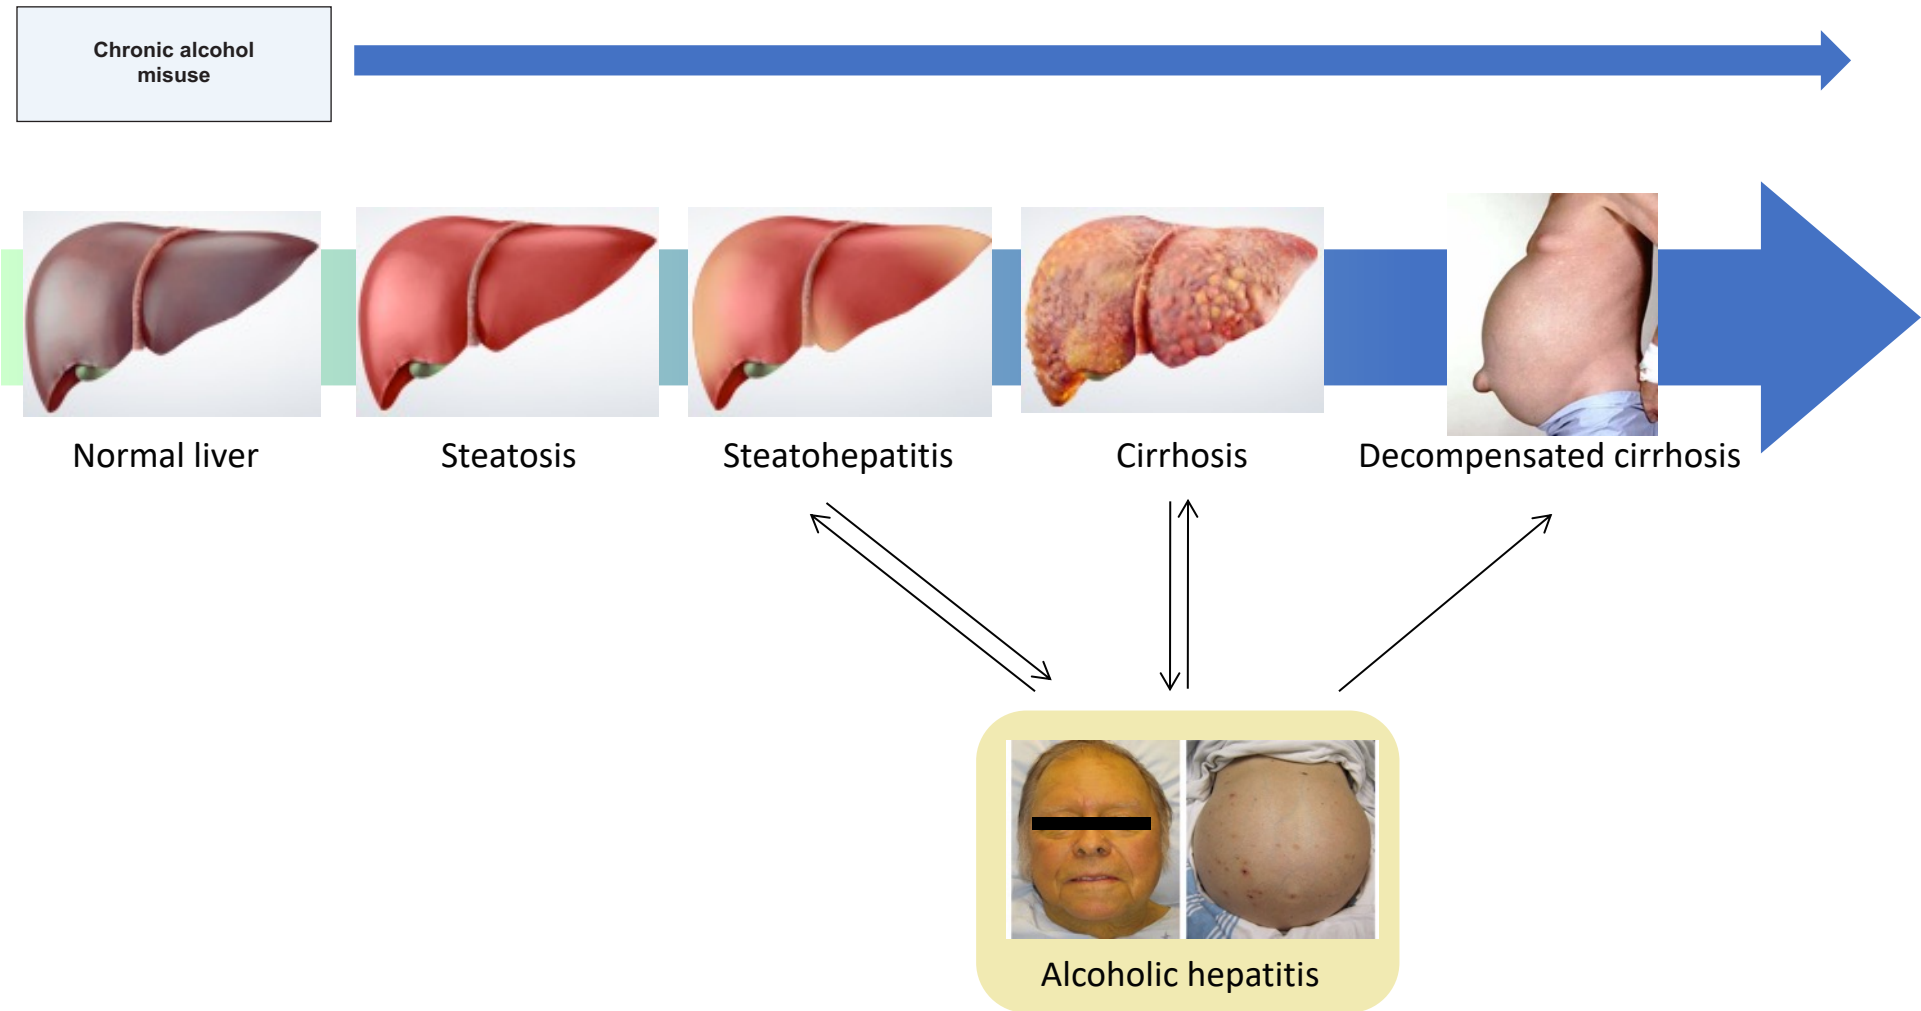 Chronic alcohol
misuse
Normal liver
Steatosis
Steatohepatitis
Cirrhosis
Decompensated cirrhosis
Alcoholic hepatitis